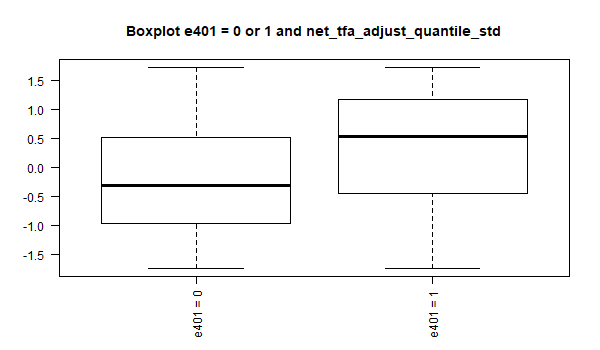 Boxplot e401 = 0 or 1 and net_tfa_adjust_quantile_std
1.5
1.0
0.5
0.0
-0.5
-1.0
-1.5
e401 = 0
e401 = 1